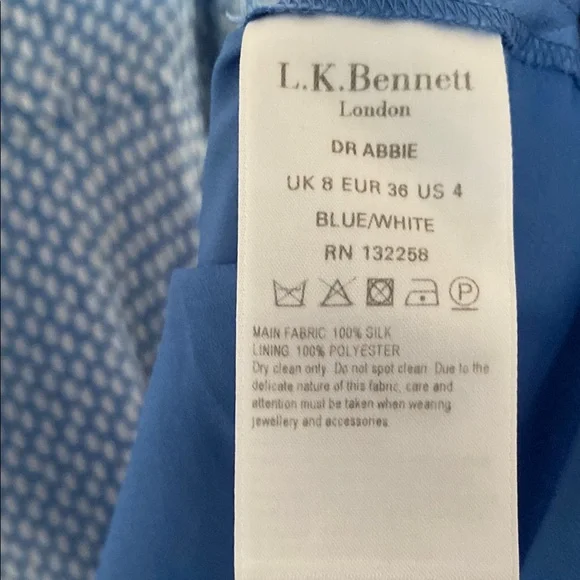 L.K.Bennett
London
DR ABBIE
UK 8 EUR 36 US 4
BLUE/WHITE
RN 132258
P
MAIN FABRIC 100% SILK
LINING 100% POLYESTER
Dry clean only. Do not spot clean. Due to the
delicate nature of this fabric, care and
attention must be taken when wearing
jewellery and accessories